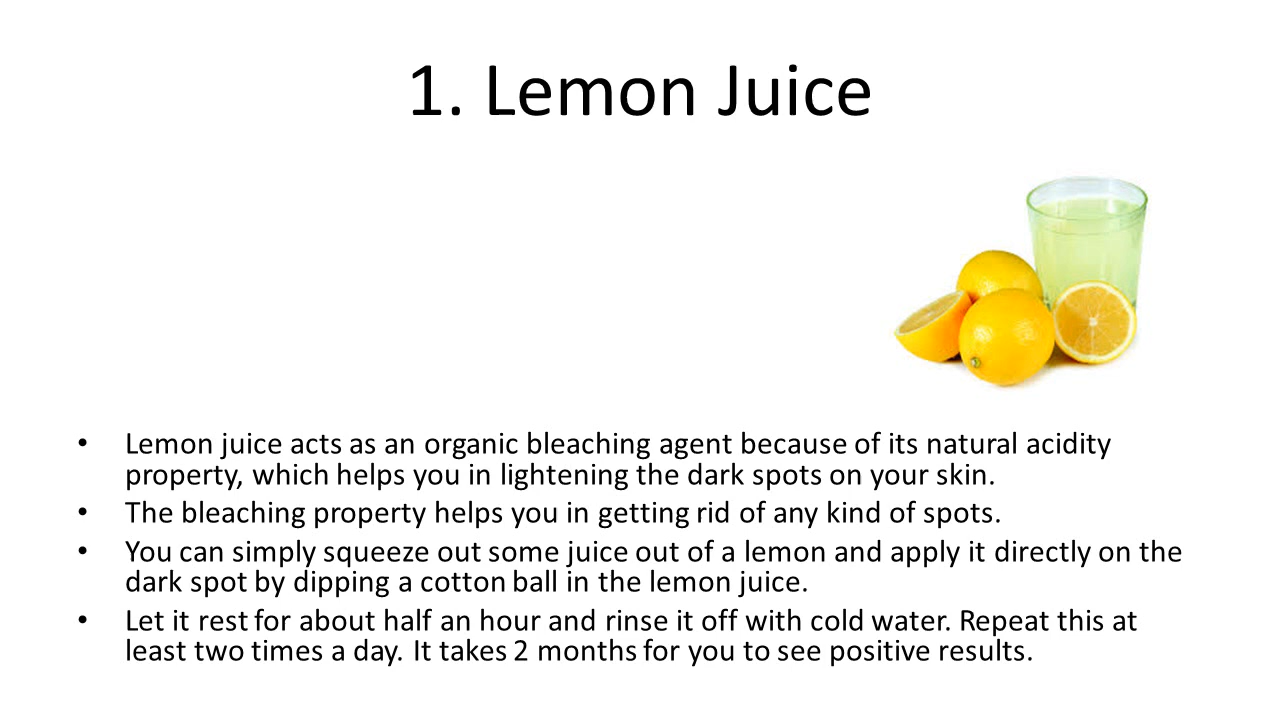 1. Lemon Juice
• Lemon juice acts as an organic bleaching agent because of its natural acidity
property, which helps you in lightening the dark spots on your skin.
• The bleaching property helps you in getting rid of any kind of spots.
• You can simply squeeze out some juice out of a lemon and apply it directly on the
dark spot by dipping a cotton ball in the lemon juice.
• Let it rest for about half an hour and rinse it off with cold water. Repeat this at
least two times a day. It takes 2 months for you to see positive results.